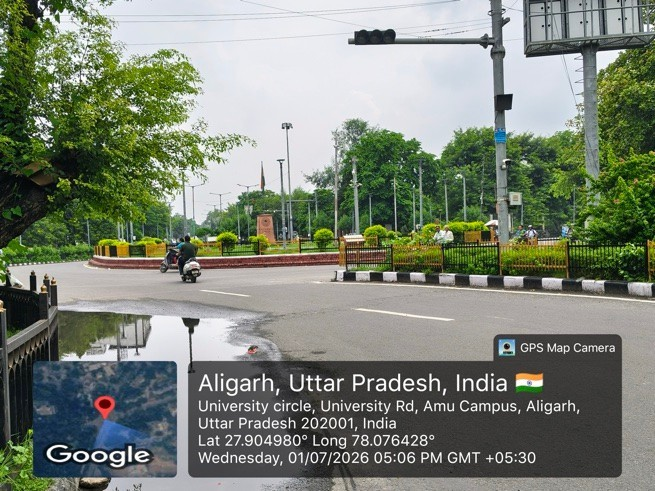 GPS Map Camera
Aligarh, Uttar Pradesh, India
University circle, University Rd, Amu Campus, Aligarh,
Uttar Pradesh 202001, India
Lat 27.904980° Long 78.076428°
Wednesday, 01/07/2026 05:06 PM GMT +05:30
Google